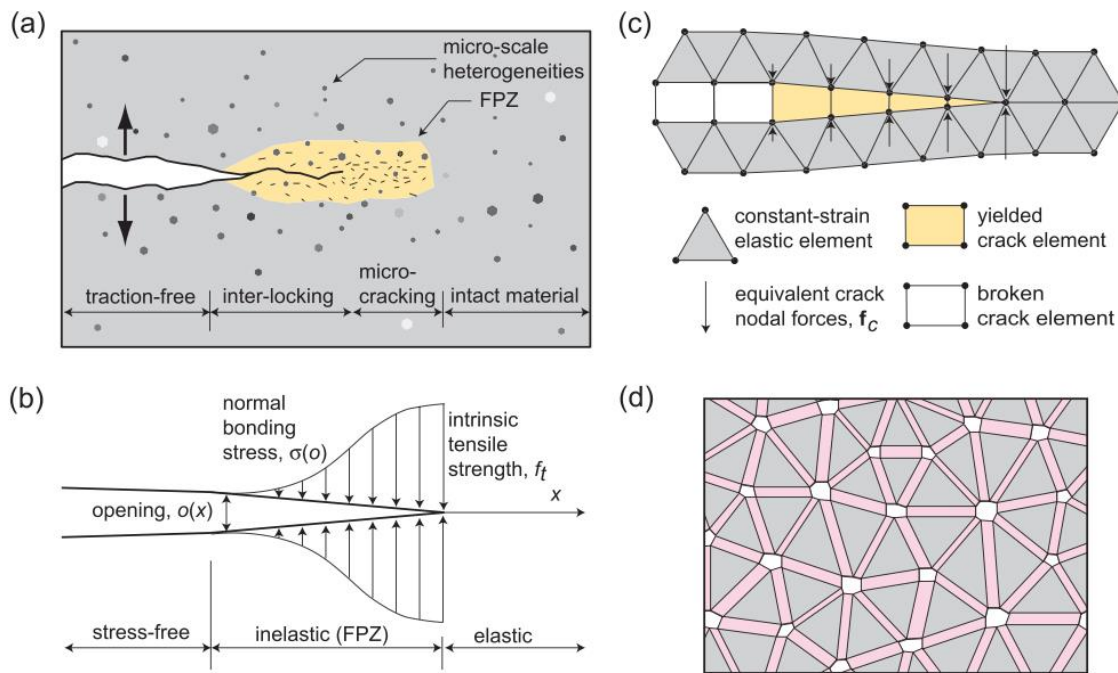 (a)
micro-scale
heterogeneities
FPZ
micro-
cracking
traction-free
inter-locking
intact material
(b)
normal
bonding
stress, σ(o)
intrinsic
tensile
strength, ft
x
opening, o(x)
stress-free
inelastic (FPZ)
elastic
(c)
constant-strain
elastic element
yielded
crack element
equivalent crack
nodal forces, fc
broken
crack element
(d)